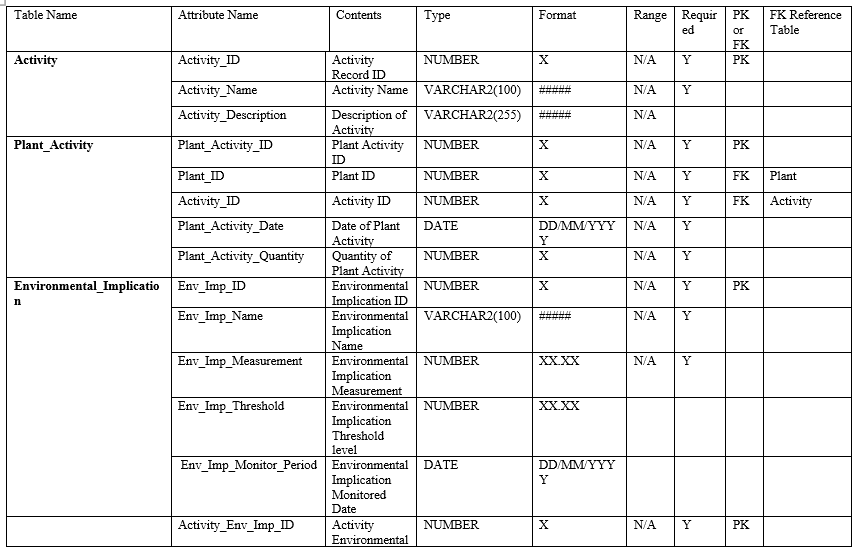 Table Name Attribute Name Contents Type Format Range Requir PK FK Reference
ed or Table
FK
Activity Activity_ID Activity NUMBER X N/A Y PK
Record ID
Activity_Name Activity Name VARCHAR2(100) ##### N/A Y
Activity_Description Description of VARCHAR2(255) ##### N/A
Activity
Plant_Activity Plant_Activity_ID Plant Activity NUMBER X N/A Y PK
ID
Plant_ID Plant ID NUMBER X N/A Y FK Plant
Activity_ID Activity ID NUMBER X N/A Y FK Activity
Plant_Activity_Date Date of Plant DATE DD/MM/YYY N/A Y
Activity Y
Plant_Activity_Quantity Quantity of NUMBER X N/A Y
Plant Activity
Environmental_Implicatio Env_Imp_ID Environmental NUMBER X N/A Y PK
n Implication ID
Env_Imp_Name Environmental VARCHAR2(100) ##### N/A Y
Implication
Name
Env_Imp_Measurement Environmental NUMBER XX.XX N/A Y
Implication
Measurement
Env_Imp_Threshold Environmental NUMBER XX.XX
Implication
Threshold
level
Env_Imp_Monitor_Period Environmental DATE DD/MM/YYY
Implication Y
Monitored
Date
Activity_Env_Imp_ID Activity NUMBER X N/A Y PK
Environmental